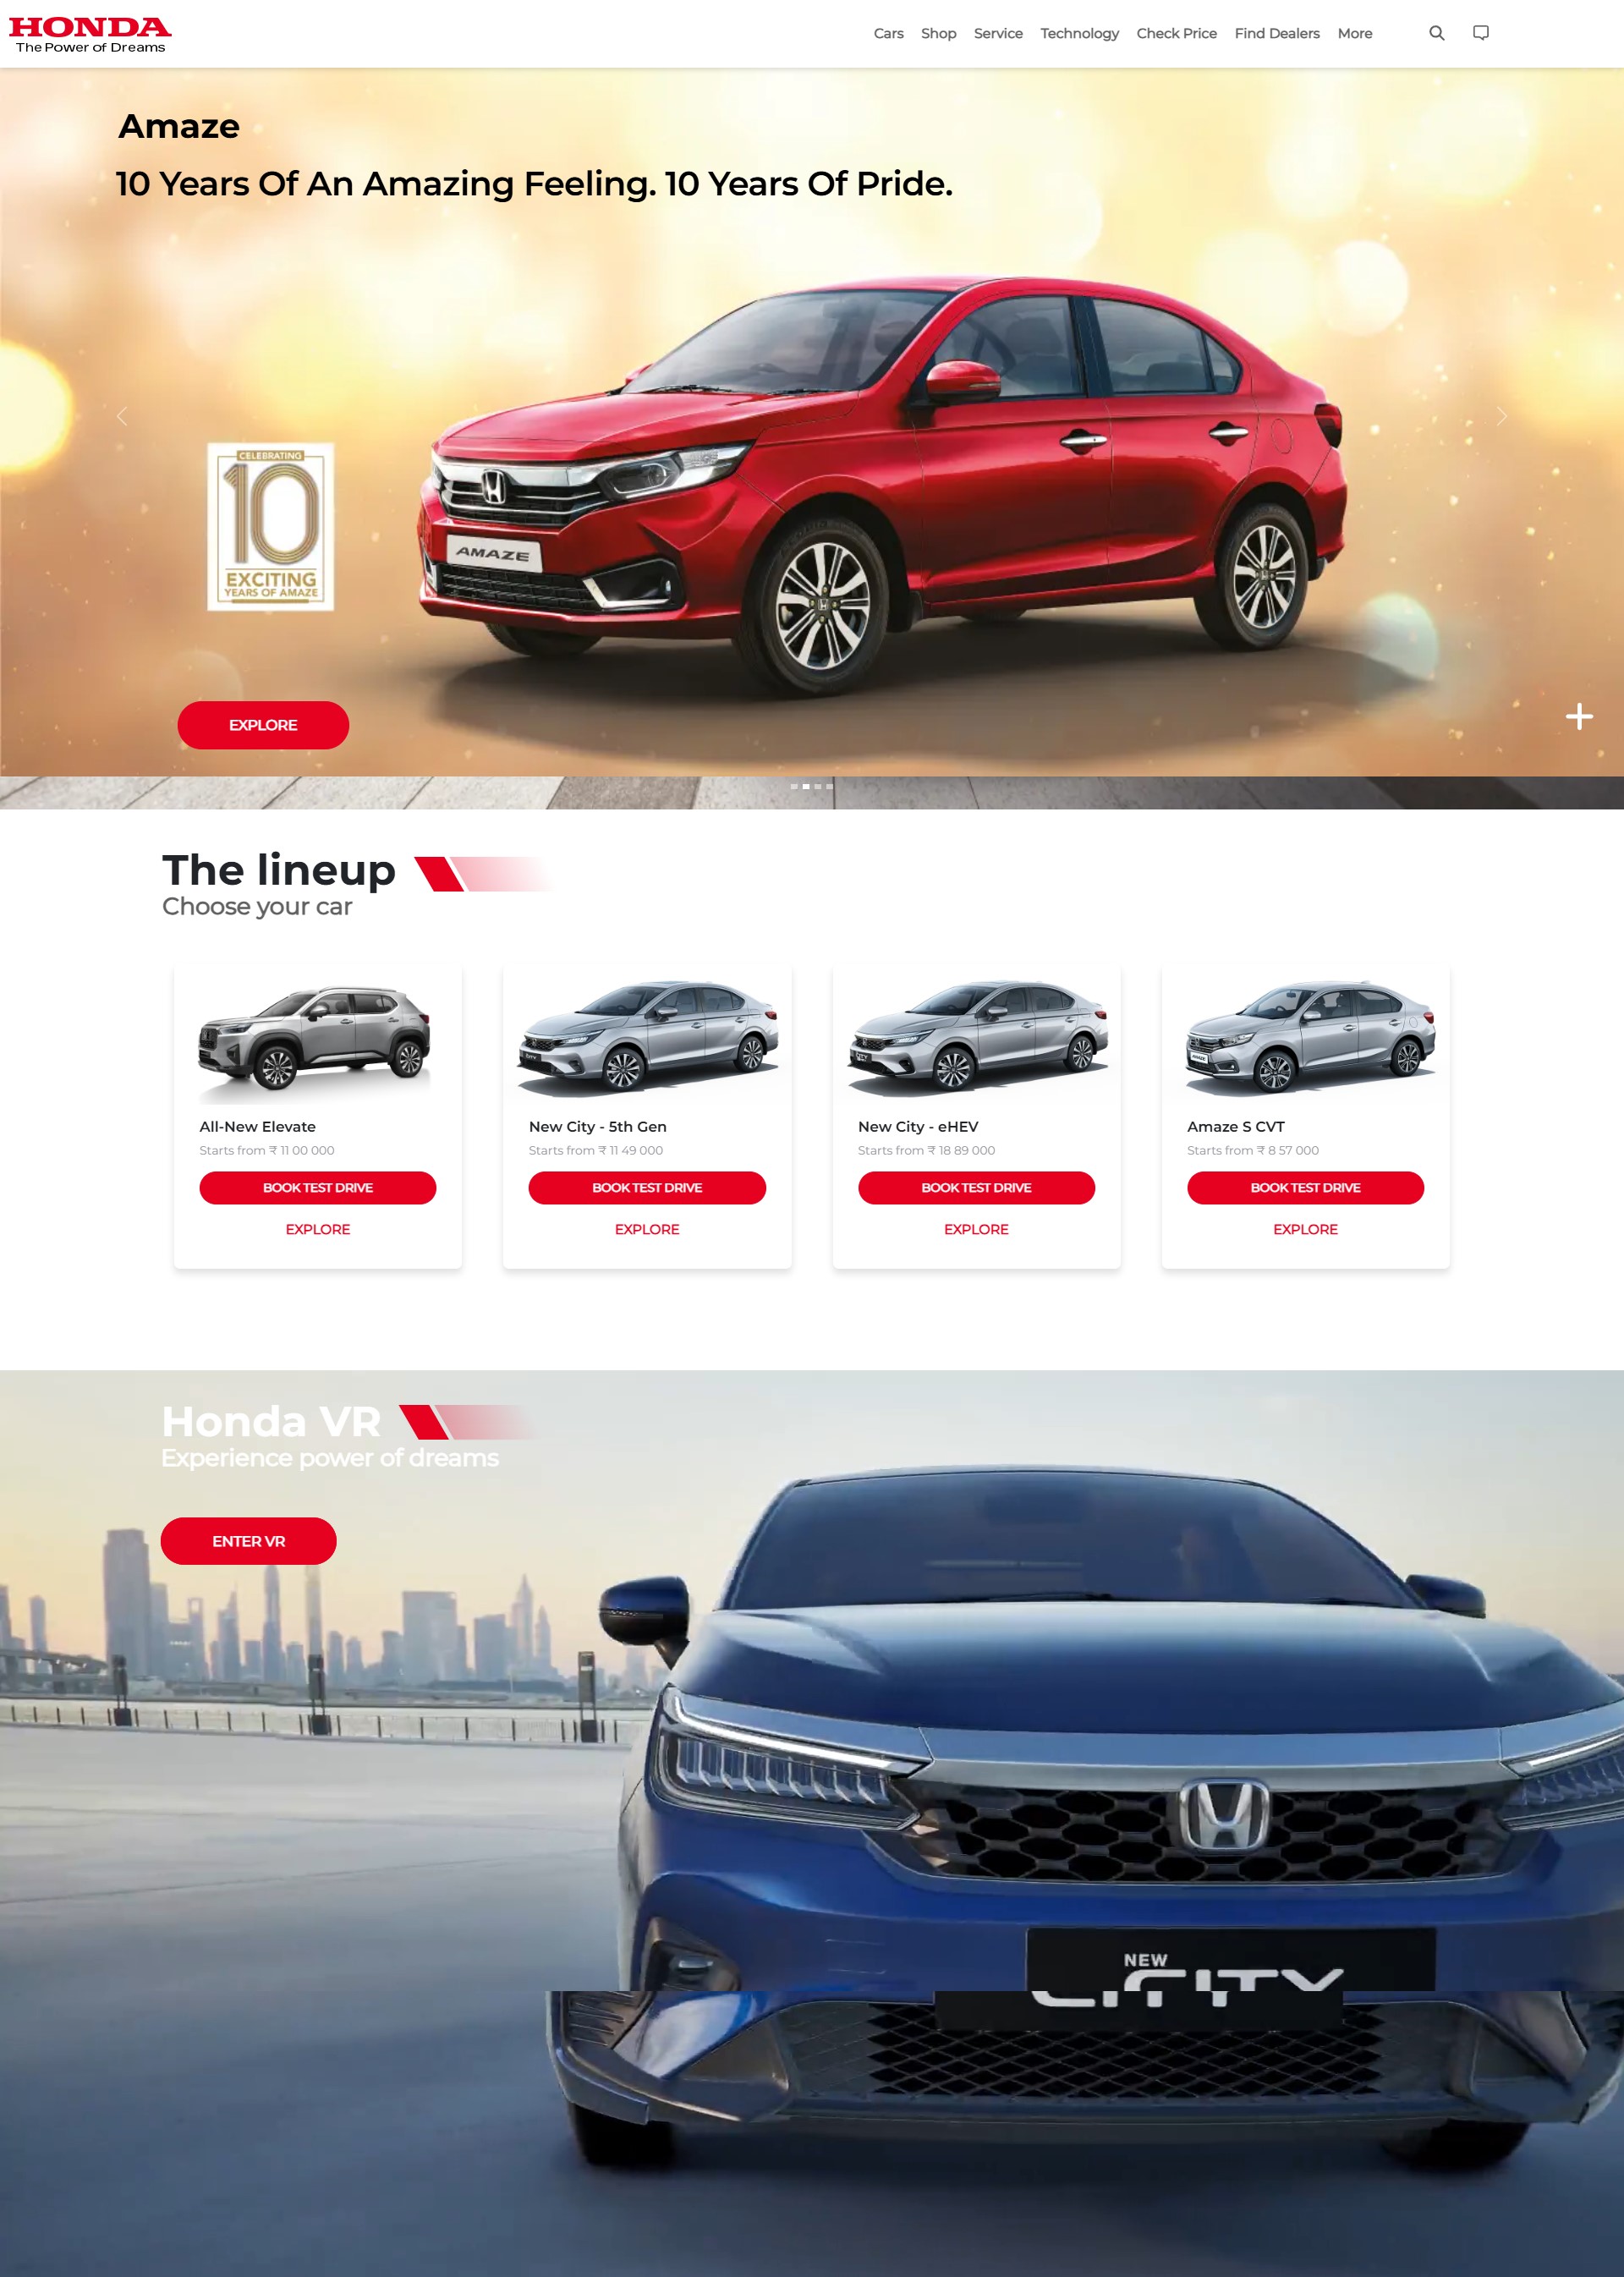 HONDA
The Power of Dreams
Cars Shop Service Technology Check Price Find Dealers More
Amaze
10 Years Of An Amazing Feeling. 10 Years Of Pride.
CELEBRATING
10
EXCITING
YEARS OF AMAZE
AMAZE
EXPLORE
The lineup
Choose your car
All-New Elevate
Starts from ₹ 11 00 000
BOOK TEST DRIVE
EXPLORE
CITY
New City - 5th Gen
Starts from ₹ 11 49 000
BOOK TEST DRIVE
EXPLORE
CITY
New City - eHEV
Starts from ₹ 18 89 000
BOOK TEST DRIVE
EXPLORE
AMAZE
Amaze S CVT
Starts from ₹ 8 57 000
BOOK TEST DRIVE
EXPLORE
Honda VR
Experience power of dreams
ENTER VR
NEW
CITY